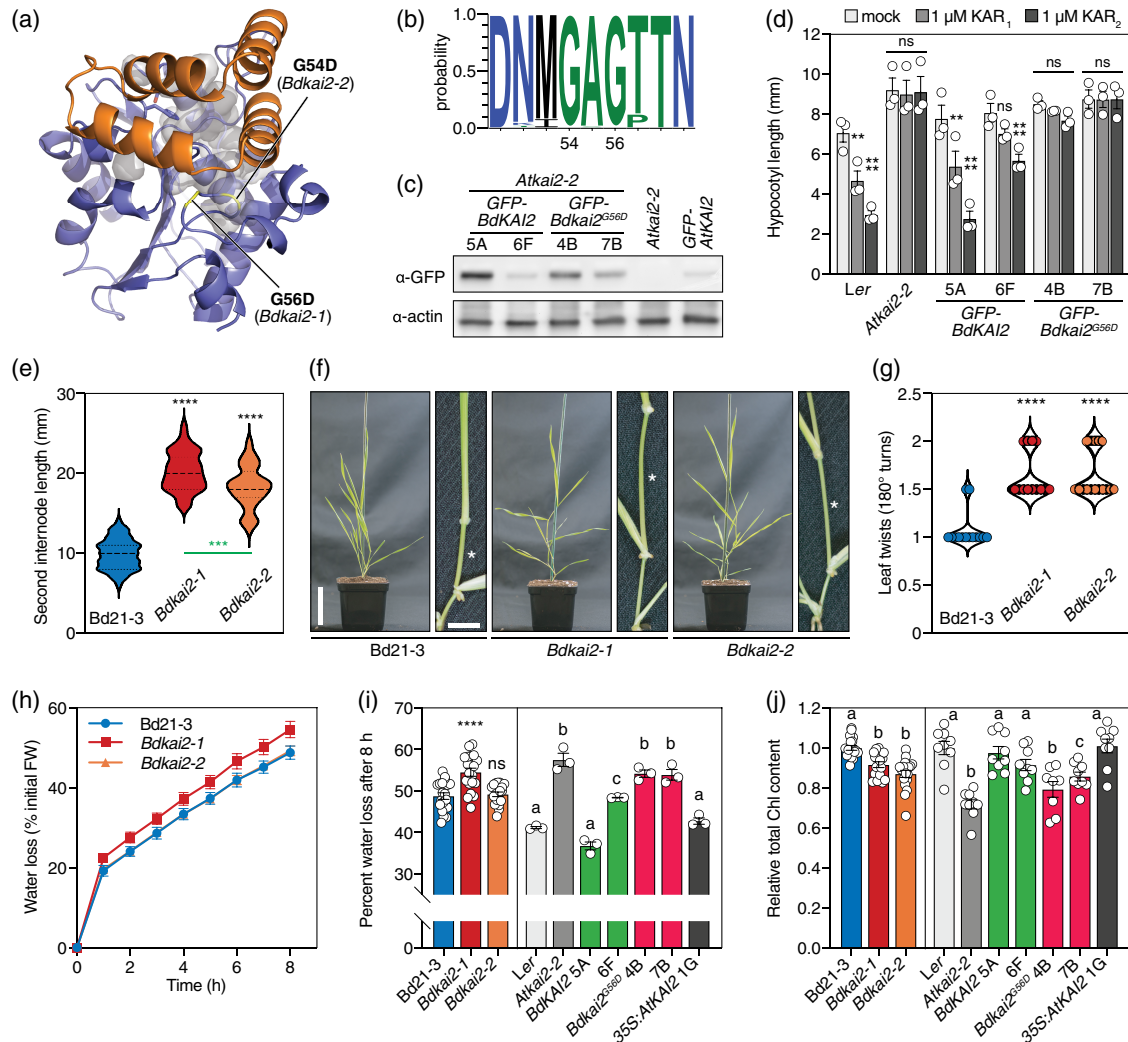 (a)
G54D
(Bdkai2-2)
G56D
(Bdkai2-1)
(b)
probability
1.0
0.5
0.0
DNMGAGTTN
54 56
(c)
Atkai2-2
GFP-BdKAI2
GFP-Bdkai2G56D
Atkai2-2
GFP-AtKAI2
5A 6F 4B 7B
α-GFP
α-actin
(d)
mock 1 µM KAR1 1 µM KAR2
Hypocotyl length (mm)
12
10
8
6
4
2
0
**
****
ns
**
****
ns
****
ns
ns
Ler
Atkai2-2
5A 6F 4B 7B
GFP-BdKAI2
GFP-Bdkai2G56D
(e)
Second internode length (mm)
30
20
10
0
****
****
***
Bd21-3
Bdkai2-1
Bdkai2-2
(f)
*
*
*
Bd21-3 Bdkai2-1 Bdkai2-2
(g)
Leaf twists (180° turns)
2.5
2
1.5
1
0
****
****
Bd21-3
Bdkai2-1
Bdkai2-2
(h)
Water loss (% initial FW)
60
40
20
0
Bd21-3
Bdkai2-1
Bdkai2-2
0 2 4 6 8
Time (h)
(i)
Percent water loss after 8 h
70
60
50
40
30
0
****
ns
a b a c b b a
Bd21-3
Bdkai2-1
Bdkai2-2
Ler
Atkai2-2
BdKAI2 5A
6F
Bdkai2G56D 4B
7B
35S:AtKAI2 1G
(j)
Relative total Chl content
1.2
1.0
0.8
0.6
0.4
0.2
0.0
a b b a b a a b c a
Bd21-3
Bdkai2-1
Bdkai2-2
Ler
Atkai2-2
BdKAI2 5A
6F
Bdkai2G56D 4B
7B
35S:AtKAI2 1G